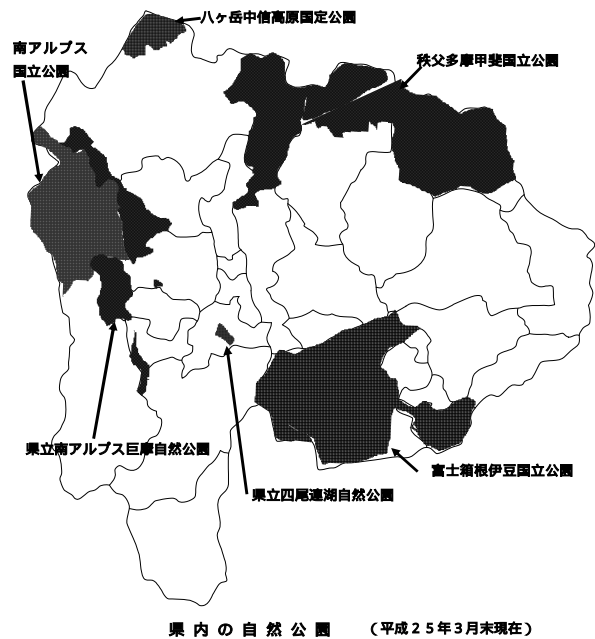 八ヶ岳中信高原国定公園
南アルプス
国立公園
秩父多摩甲斐国立公園
県立南アルプス巨摩自然公園
富士箱根伊豆国立公園
県立四尾連湖自然公園
県内の自然公園 （平成２５年３月末現在）